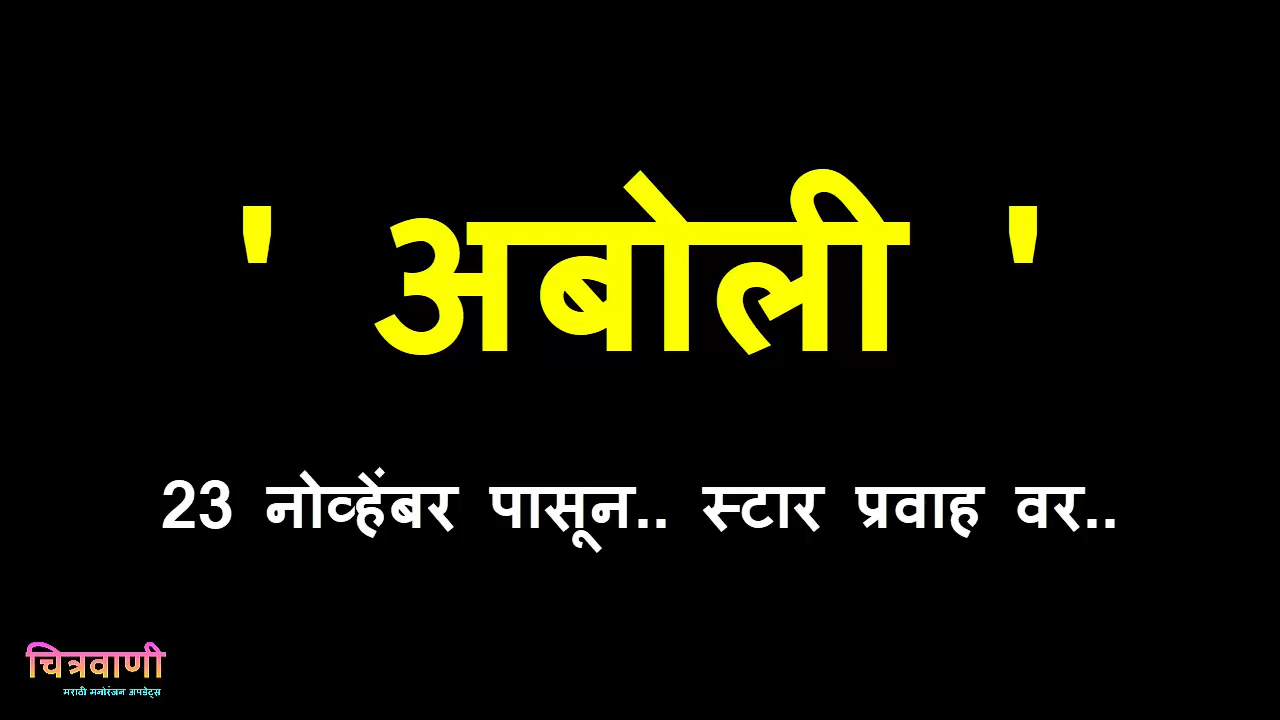 ' अबोली '
23 नोव्हेंबर पासून.. स्टार प्रवाह वर..
चित्रवाणी
मराठी मनोरंजन अपडेट्स